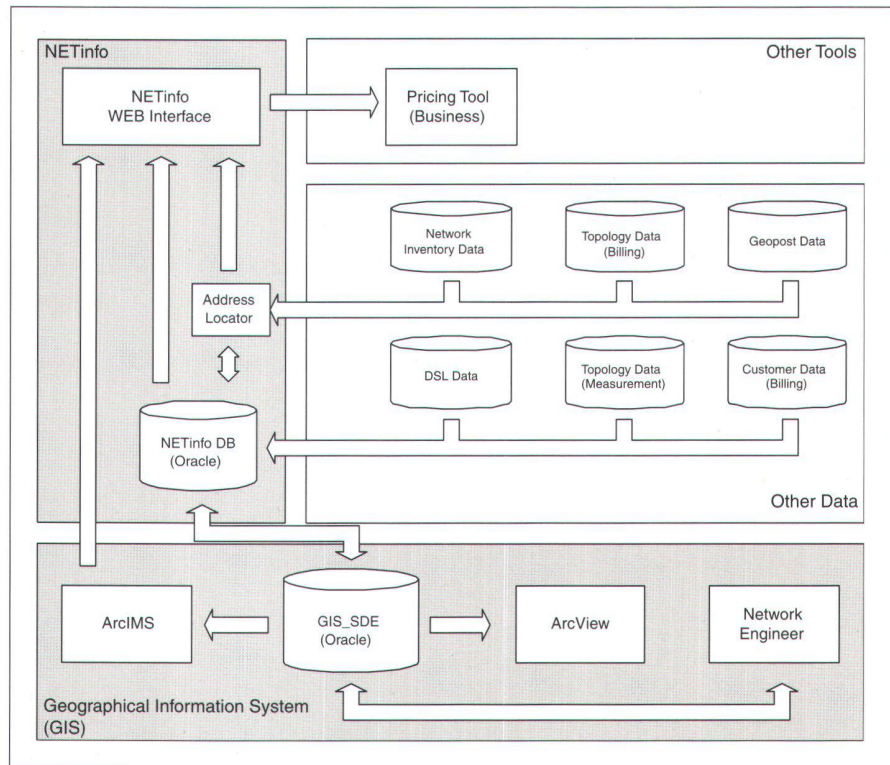 NETinfo
NETinfo
WEB Interface
Other Tools
Pricing Tool
(Business)
Network
Inventory Data
Topology Data
(Billing)
Geopost Data
Address
Locator
DSL Data
Topology Data
(Measurement)
Customer Data
(Billing)
NETinfo DB
(Oracle)
Other Data
ArcIMS
GIS_SDE
(Oracle)
ArcView
Network
Engineer
Geographical Information System
(GIS)